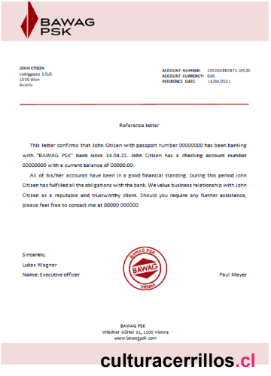 BAWAG
PSK
JOHN CITIZEN
1030 Wien
Austria
ACCOUNT NUMBER:
ACCOUNT CURRENCY: EUR
REFERENCE DATE: 14/04/2021
Reference letter
This letter confirms that John Citizen with passport number 00000000 has been banking
with "BAWAG PSK" bank since 14.04.21. John Citizen has a checking account number
00000000 with a current balance of 00000.00.
All of his/her accounts have been in a good financial standing. During this period John
Citizen has fulfilled all the obligations with the bank. We value business relationship with John
Citizen as a reputable and trustworthy client. Should you require any further assistance,
please feel free to contact me at 00000 000000.
Sincerely,
Lukas Wagner
Name: Executive officer
BAWAG PSK
BAWAG
Paul Mayer
BAWAG PSK
Wiedner Gürtel 11, 1100 Vienna
www.bawagpsk.com
culturacerrillos.cl